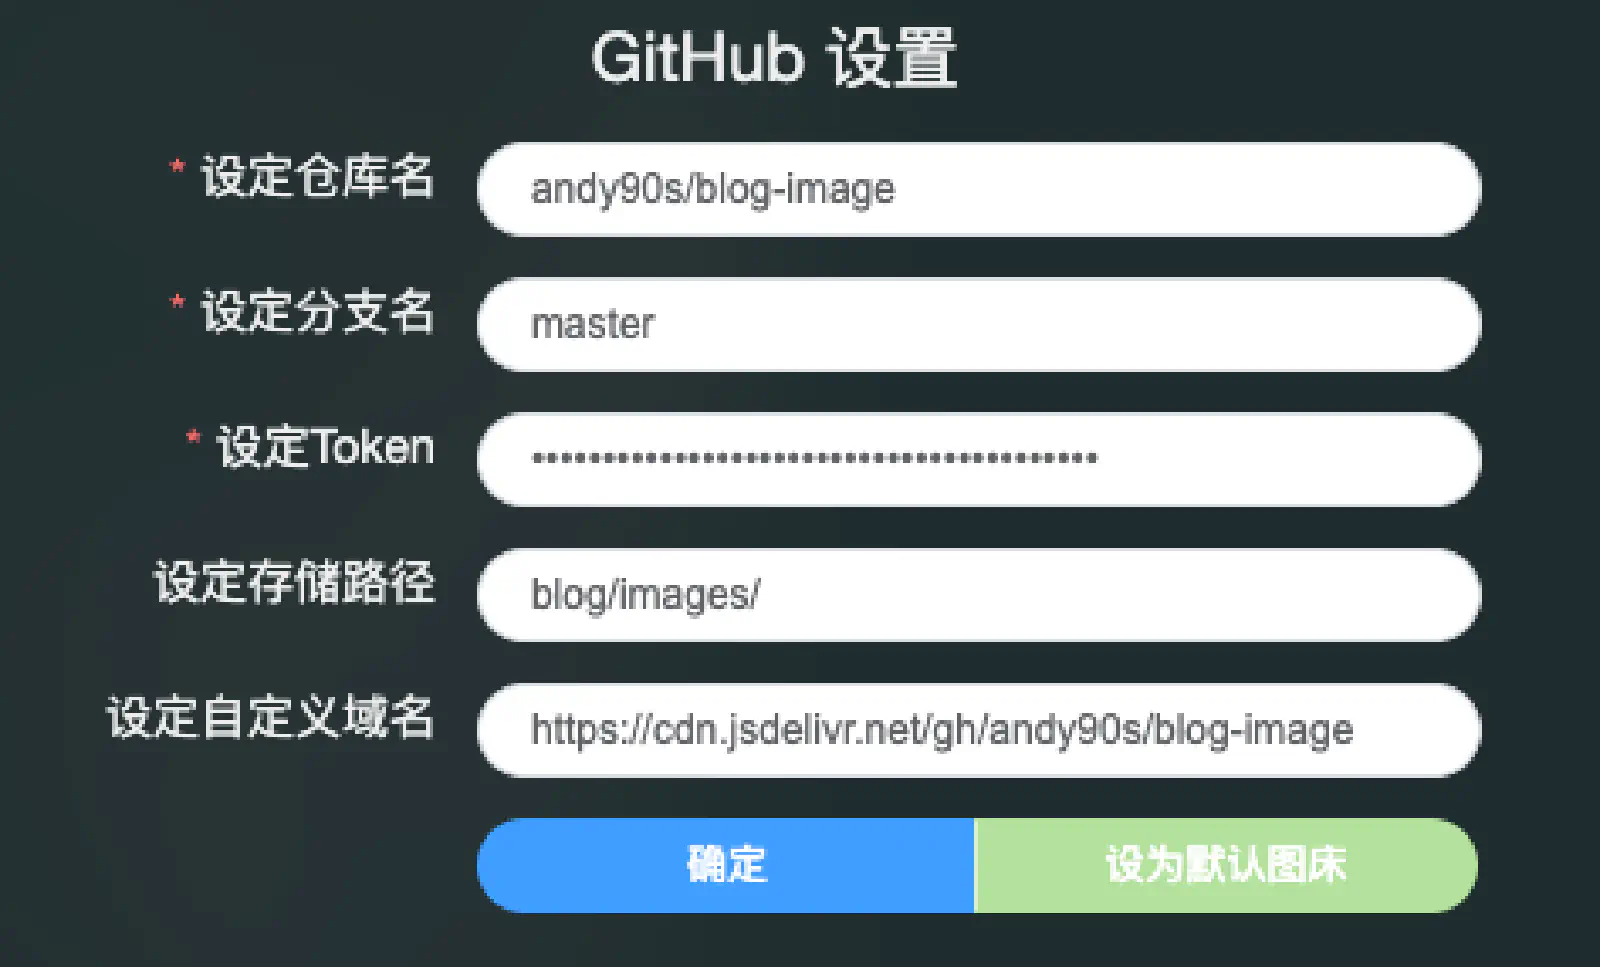 GitHub 设置
* 设定仓库名 andy90s/blog-image
* 设定分支名 master
* 设定Token ••••••••••••••••••••••••••••••••••••••••
设定存储路径 blog/images/
设定自定义域名 https://cdn.jsdelivr.net/gh/andy90s/blog-image
确定 设为默认图床